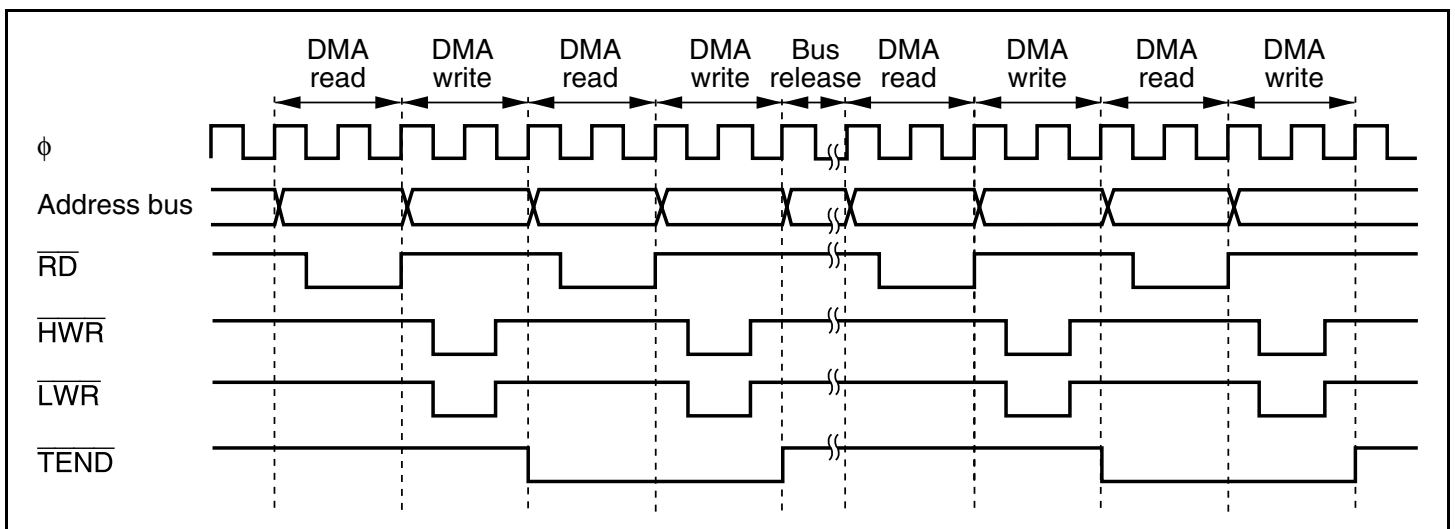 DMA read
DMA write
DMA read
DMA write
Bus release
DMA read
DMA write
DMA read
DMA write
ϕ
Address bus
RD
HWR
LWR
TEND